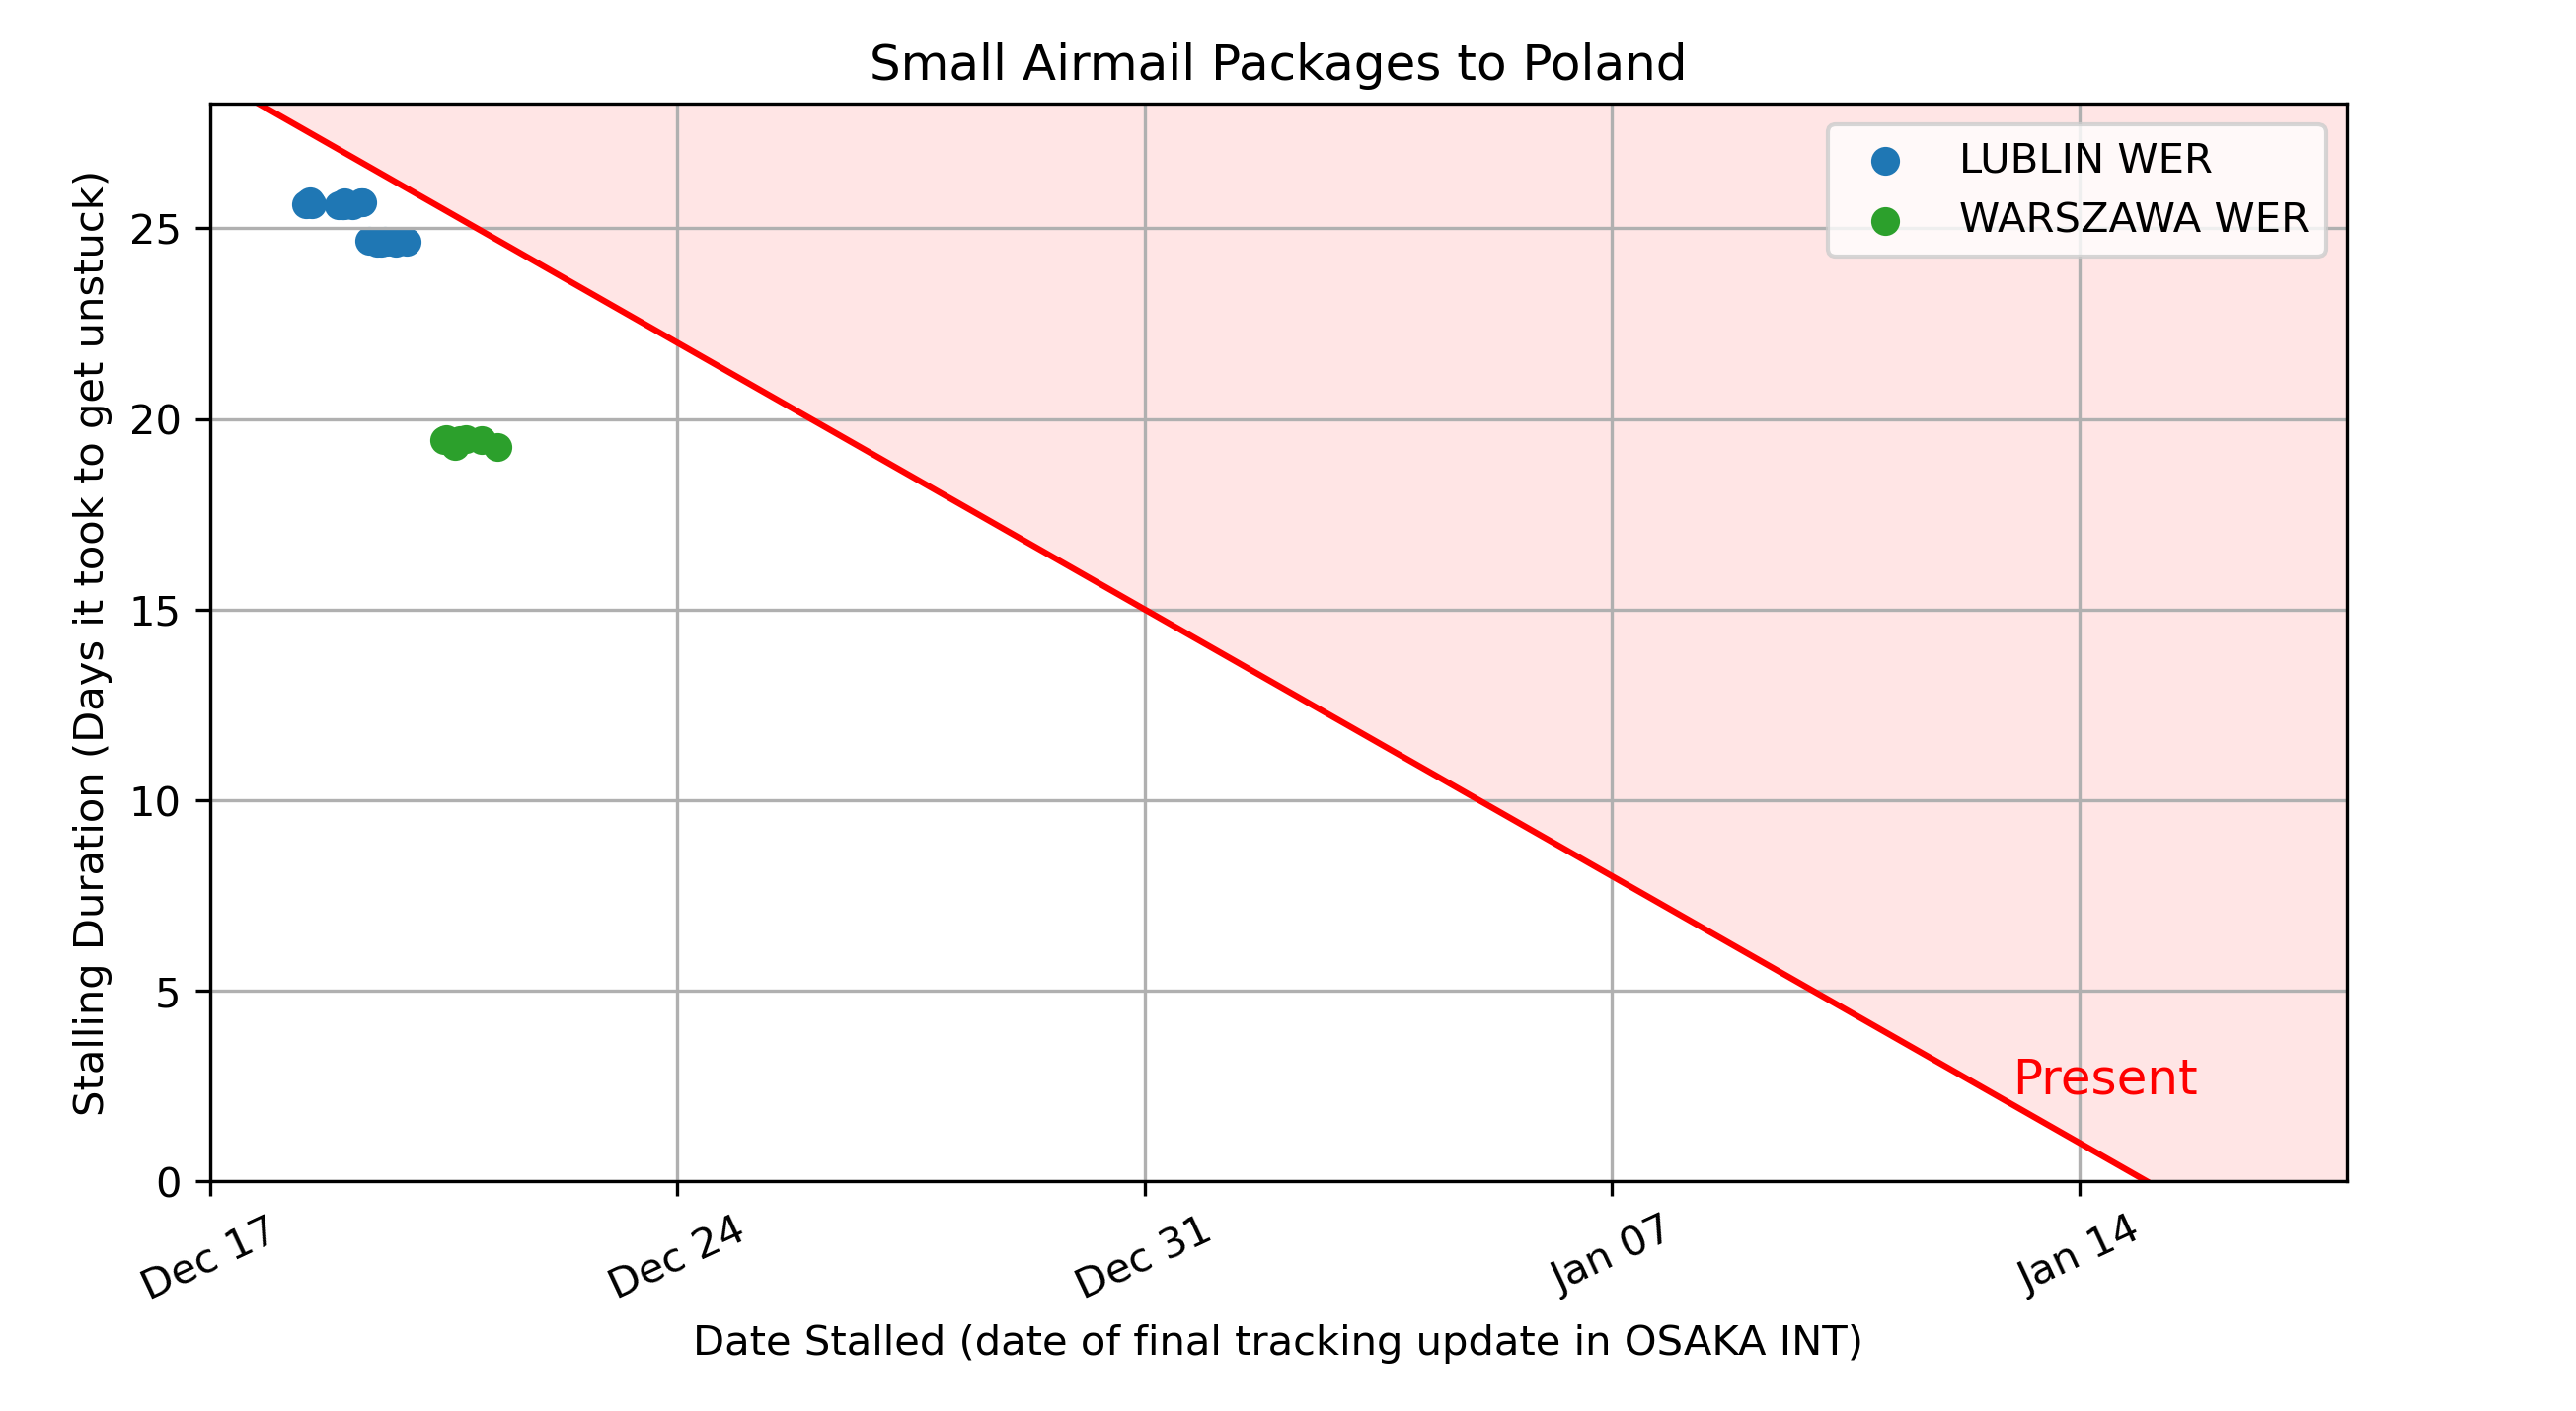 Small Airmail Packages to Poland
LUBLIN WER
WARSZAWA WER
Stalling Duration (Days it took to get unstuck)
25
20
15
10
5
0
Present
Dec 17
Dec 24
Dec 31
Jan 07
Jan 14
Date Stalled (date of final tracking update in OSAKA INT)